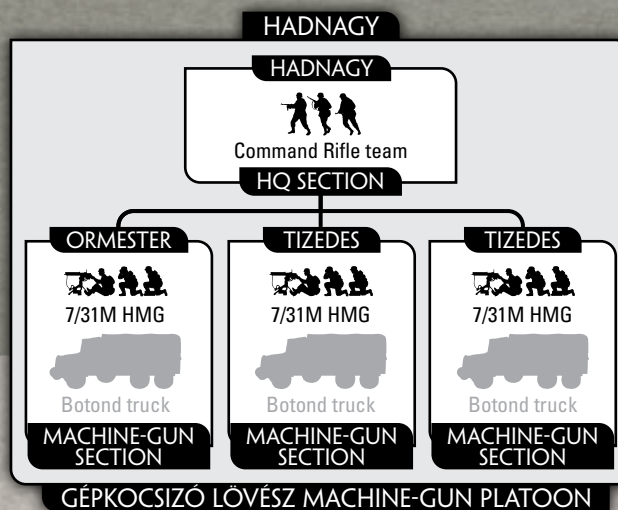 HADNAGY
HADNAGY
Command Rifle team
HQ SECTION
ORMESTER
7/31M HMG
Botond truck
MACHINE-GUN
SECTION
TIZEDES
7/31M HMG
Botond truck
MACHINE-GUN
SECTION
TIZEDES
7/31M HMG
Botond truck
MACHINE-GUN
SECTION
GÉPKOCSIZÓ LÖVÉSZ MACHINE-GUN PLATOON